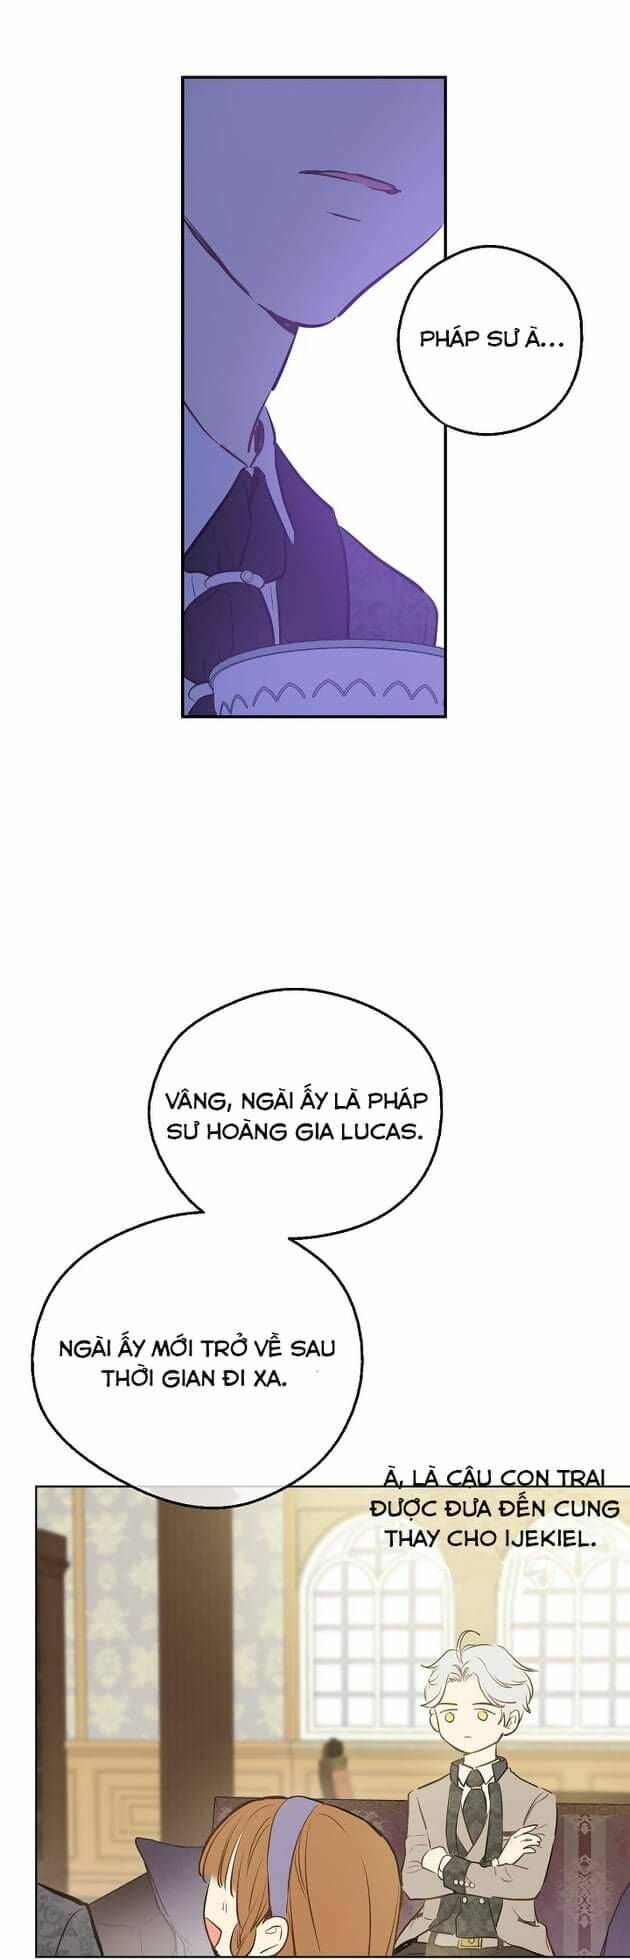 PHÁP SƯ À...
VÂNG, NGÀI ẤY LÀ PHÁP
SƯ HOÀNG GIA LUCAS.
NGÀI ẤY MỚI TRỞ VỀ SAU
THỜI GIAN ĐI XA.
À, LÀ CẬU CON TRAI
ĐƯỢC ĐƯA ĐẾN CUNG
THAY CHO IJEKIEL.